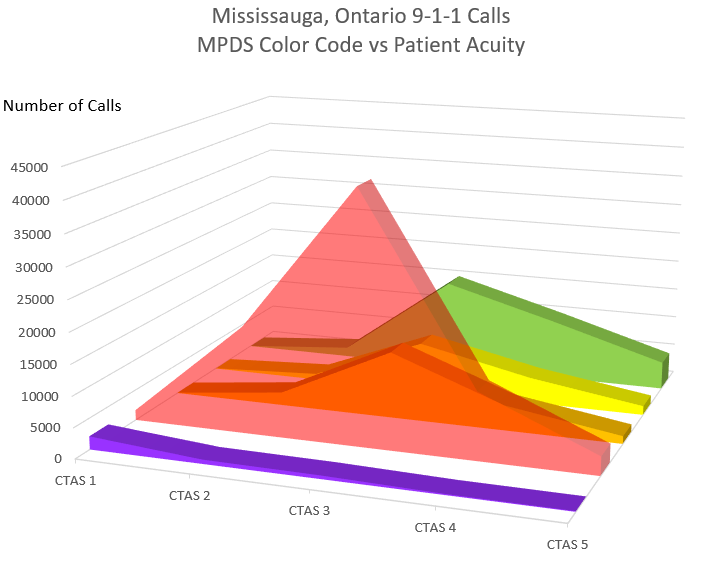 Mississauga, Ontario 9-1-1 Calls
MPDS Color Code vs Patient Acuity
Number of Calls
45000
40000
35000
30000
25000
20000
15000
10000
5000
0
CTAS 1
CTAS 2
CTAS 3
CTAS 4
CTAS 5